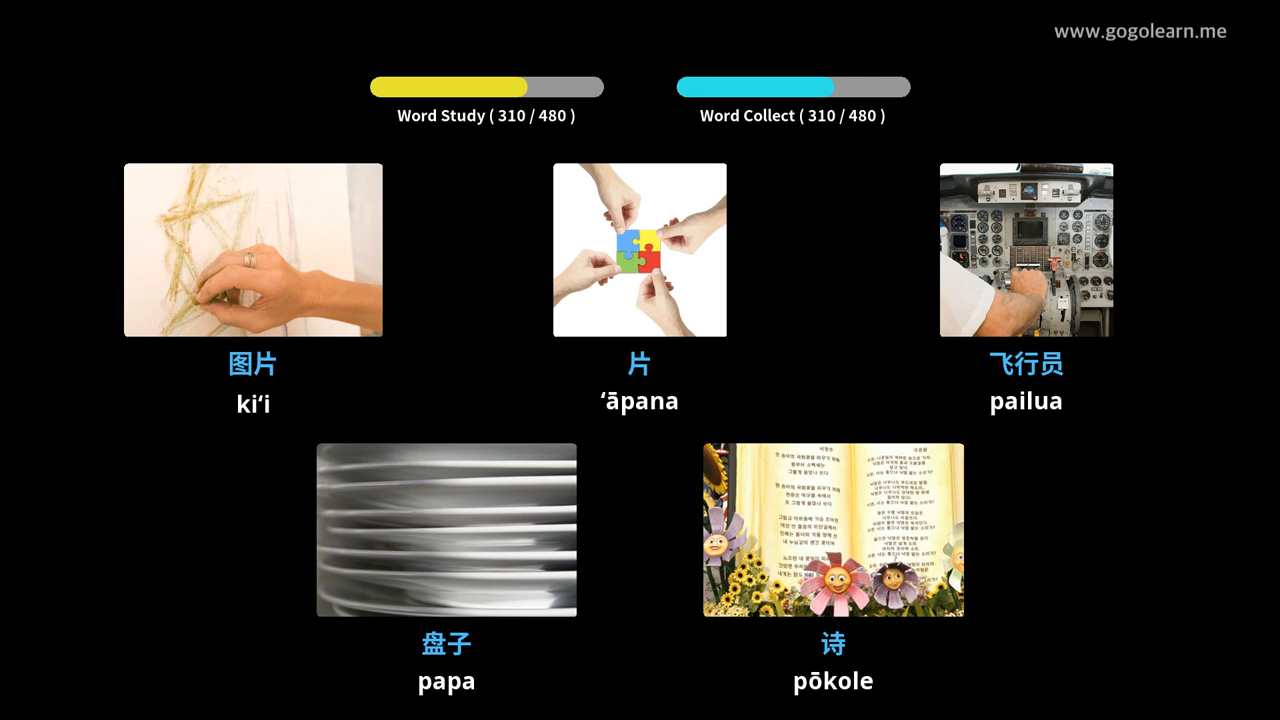 www.gogolearn.me
Word Study ( 310 / 480 )
Word Collect ( 310 / 480 )
图片
kiʻi
片
ʻāpana
飞行员
pailua
盘子
papa
诗
pōkole